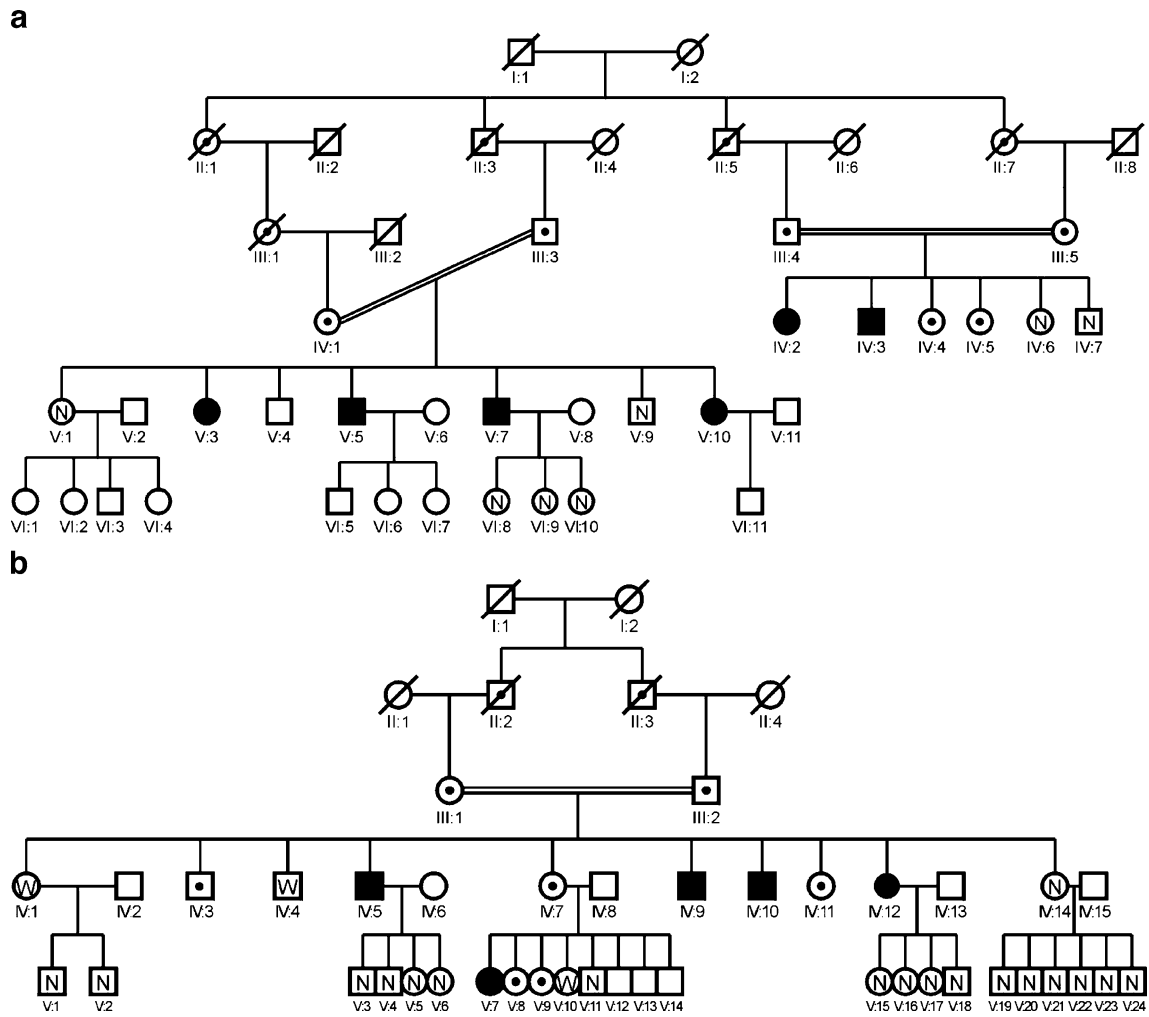 a
I:1 I:2
II:1 II:2 II:3 II:4 II:5 II:6 II:7 II:8
III:1 III:2 III:3 III:4 III:5
N N
IV:1 IV:2 IV:3 IV:4 IV:5 IV:6 IV:7
N N
V:1 V:2 V:3 V:4 V:5 V:6 V:7 V:8 V:9 V:10 V:11
N N N
VI:1 VI:2 VI:3 VI:4 VI:5 VI:6 VI:7 VI:8 VI:9 VI:10 VI:11
b
I:1 I:2
II:1 II:2 II:3 II:4
III:1 III:2
W W N
IV:1 IV:2 IV:3 IV:4 IV:5 IV:6 IV:7 IV:8 IV:9 IV:10 IV:11 IV:12 IV:13 IV:14 IV:15
N N N N N N W N N N N N N N N N N N
V:1 V:2 V:3 V:4 V:5 V:6 V:7 V:8 V:9 V:10 V:11 V:12 V:13 V:14 V:15 V:16 V:17 V:18 V:19 V:20 V:21 V:22 V:23 V:24